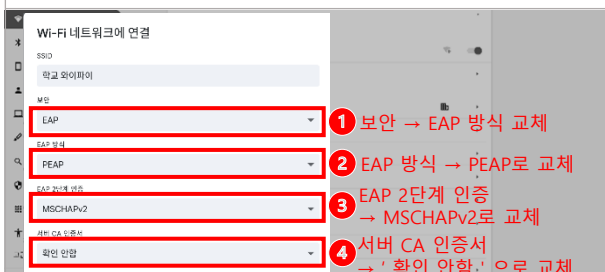 Wi-Fi 네트워크에 연결
SSID
학교 와이파이
보안
EAP
1 보안 → EAP 방식 교체
EAP 방식
PEAP
2 EAP 방식 → PEAP로 교체
EAP 2단계 인증
MSCHAPv2
3 EAP 2단계 인증
→ MSCHAPv2로 교체
서버 CA 인증서
확인 안함
4 서버 CA 인증서
→ ' 확인 안함 ' 으로 교체